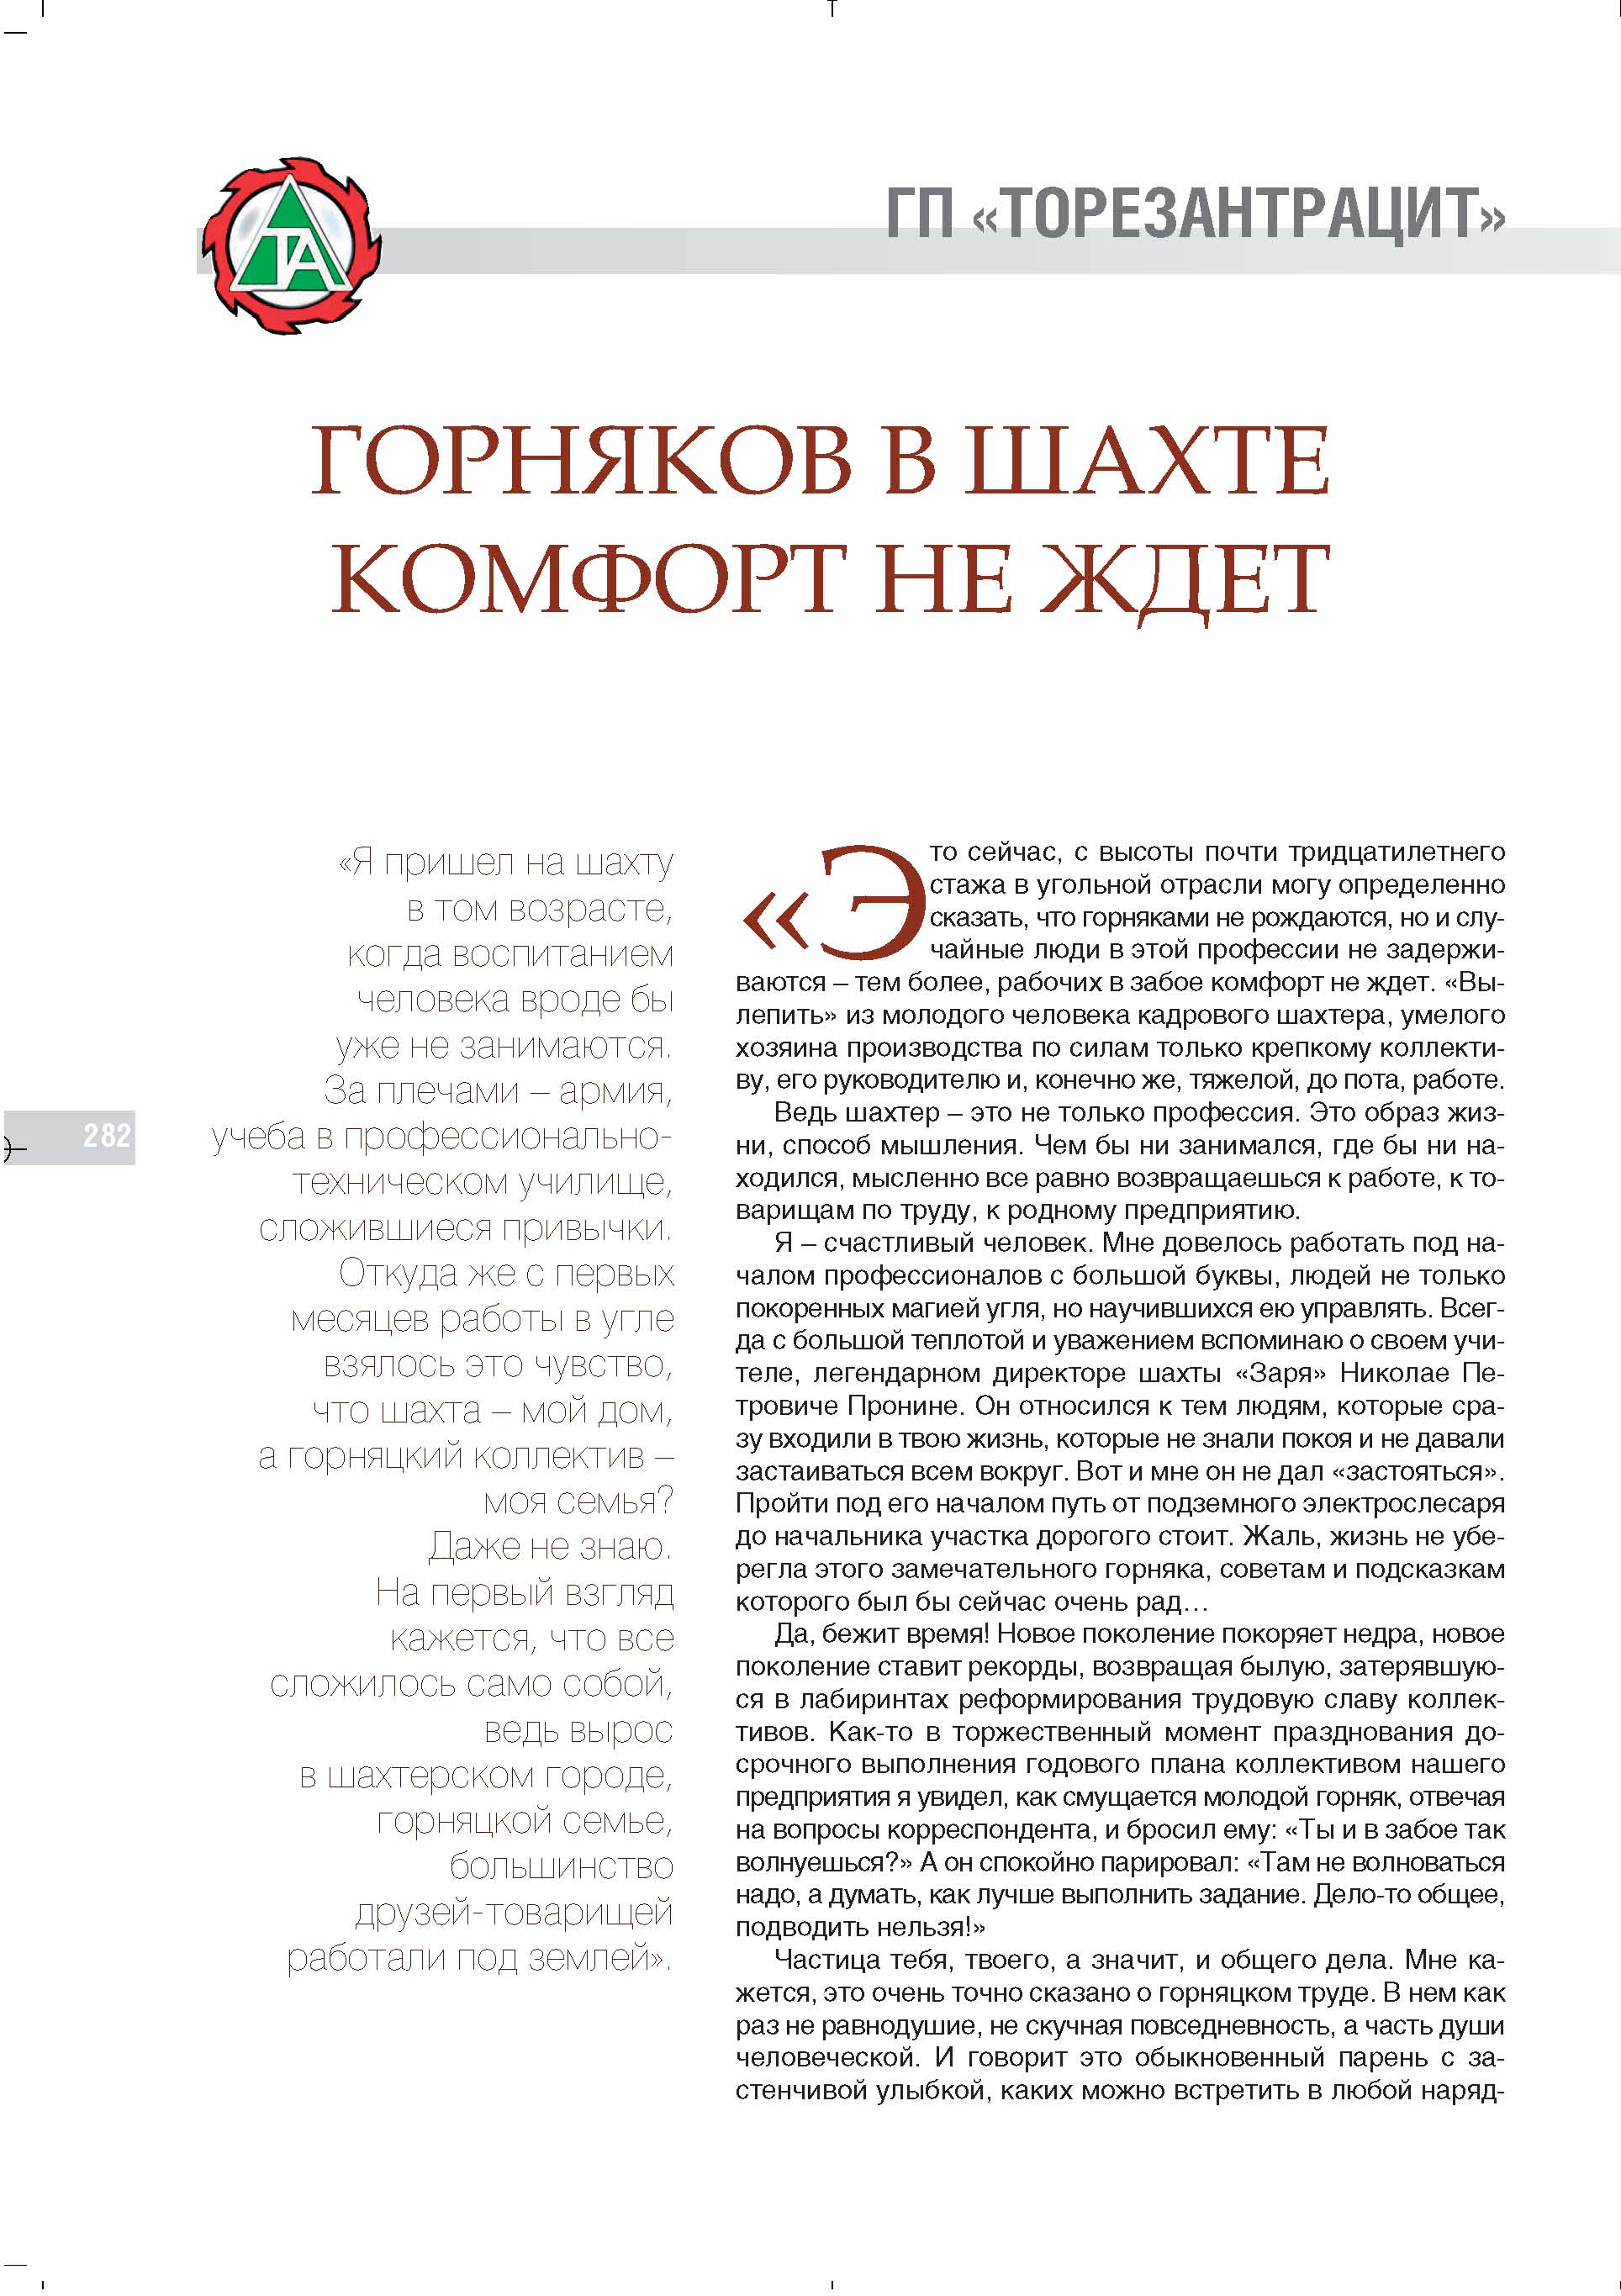 ТА
ГП «ТОРЕЗАНТРАЦИТ»
ГОРНЯКОВ В ШАХТЕ
КОМФОРТ НЕ ЖДЕТ
«Я пришел на шахту
в том возрасте,
когда воспитанием
человека вроде бы
уже не занимаются.
За плечами – армия,
учеба в профессионально-
техническом училище,
сложившиеся привычки.
Откуда же с первых
месяцев работы в угле
взялось это чувство,
что шахта – мой дом,
а горняцкий коллектив –
моя семья?
Даже не знаю.
На первый взгляд
кажется, что все
сложилось само собой,
ведь вырос
в шахтерском городе,
горняцкой семье,
большинство
друзей-товарищей
работали под землей».
282
«Это сейчас, с высоты почти тридцатилетнего
стажа в угольной отрасли могу определенно
сказать, что горняками не рождаются, но и слу-
чайные люди в этой профессии не задержи-
ваются – тем более, рабочих в забое комфорт не ждет. «Вы-
лепить» из молодого человека кадрового шахтера, умелого
хозяина производства по силам только крепкому коллекти-
ву, его руководителю и, конечно же, тяжелой, до пота, работе.
Ведь шахтер – это не только профессия. Это образ жиз-
ни, способ мышления. Чем бы ни занимался, где бы ни на-
ходился, мысленно все равно возвращаешься к работе, к то-
варищам по труду, к родному предприятию.
Я – счастливый человек. Мне довелось работать под на-
чалом профессионалов с большой буквы, людей не только
покоренных магией угля, но научившихся ею управлять. Всег-
да с большой теплотой и уважением вспоминаю о своем учи-
теле, легендарном директоре шахты «Заря» Николае Пе-
тровиче Пронине. Он относился к тем людям, которые сра-
зу входили в твою жизнь, которые не знали покоя и не давали
застаиваться всем вокруг. Вот и мне он не дал «застояться».
Пройти под его началом путь от подземного электрослесаря
до начальника участка дорогого стоит. Жаль, жизнь не убе-
регла этого замечательного горняка, советам и подсказкам
которого был бы сейчас очень рад…
Да, бежит время! Новое поколение покоряет недра, новое
поколение ставит рекорды, возвращая былую, затерявшую-
ся в лабиринтах реформирования трудовую славу коллек-
тивов. Как-то в торжественный момент празднования до-
срочного выполнения годового плана коллективом нашего
предприятия я увидел, как смущается молодой горняк, отвечая
на вопросы корреспондента, и бросил ему: «Ты и в забое так
волнуешься?» А он спокойно парировал: «Там не волноваться
надо, а думать, как лучше выполнить задание. Дело-то общее,
подводить нельзя!»
Частица тебя, твоего, а значит, и общего дела. Мне ка-
жется, это очень точно сказано о горняцком труде. В нем как
раз не равнодушие, не скучная повседневность, а часть души
человеческой. И говорит это обыкновенный парень с за-
стенчивой улыбкой, каких можно встретить в любой наряд-